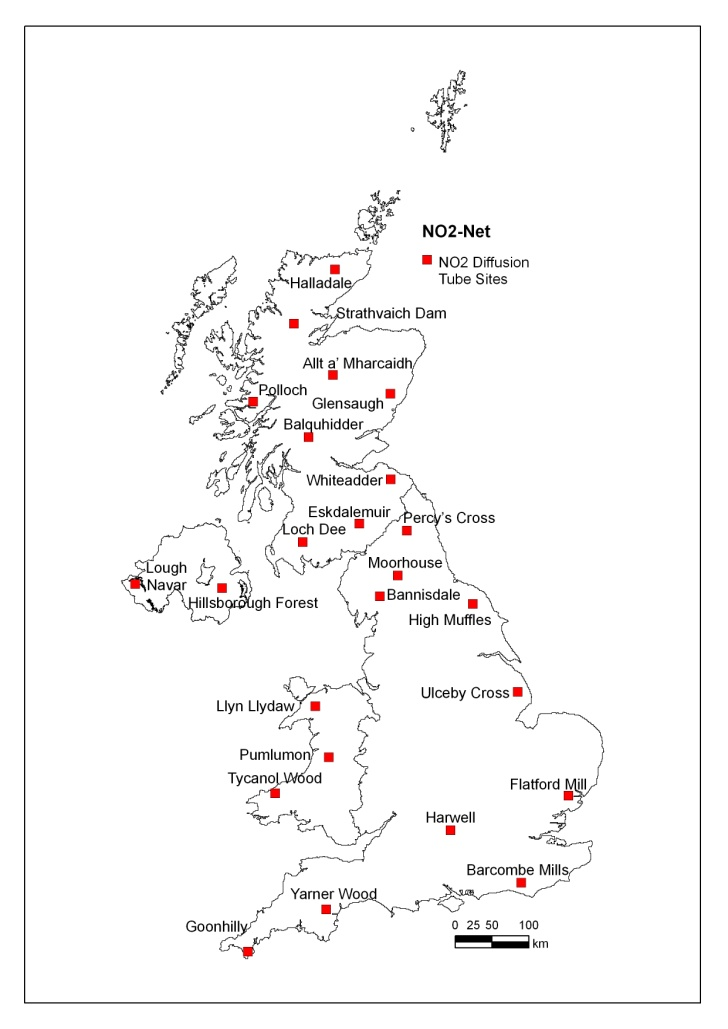 NO2-Net
NO2 Diffusion
Tube Sites
Halladale
Strathvaich Dam
Allt a' Mharcaidh
Polloch
Glensaugh
Balquhidder
Whiteadder
Eskdalemuir
Percy's Cross
Loch Dee
Moorhouse
Lough
Navar
Bannisdale
Hillsborough Forest
High Muffles
Ulceby Cross
Llyn Llydaw
Pumlumon
Tycanol Wood
Flatford Mill
Harwell
Barcombe Mills
Yarner Wood
Goonhilly
0 25 50 100
km